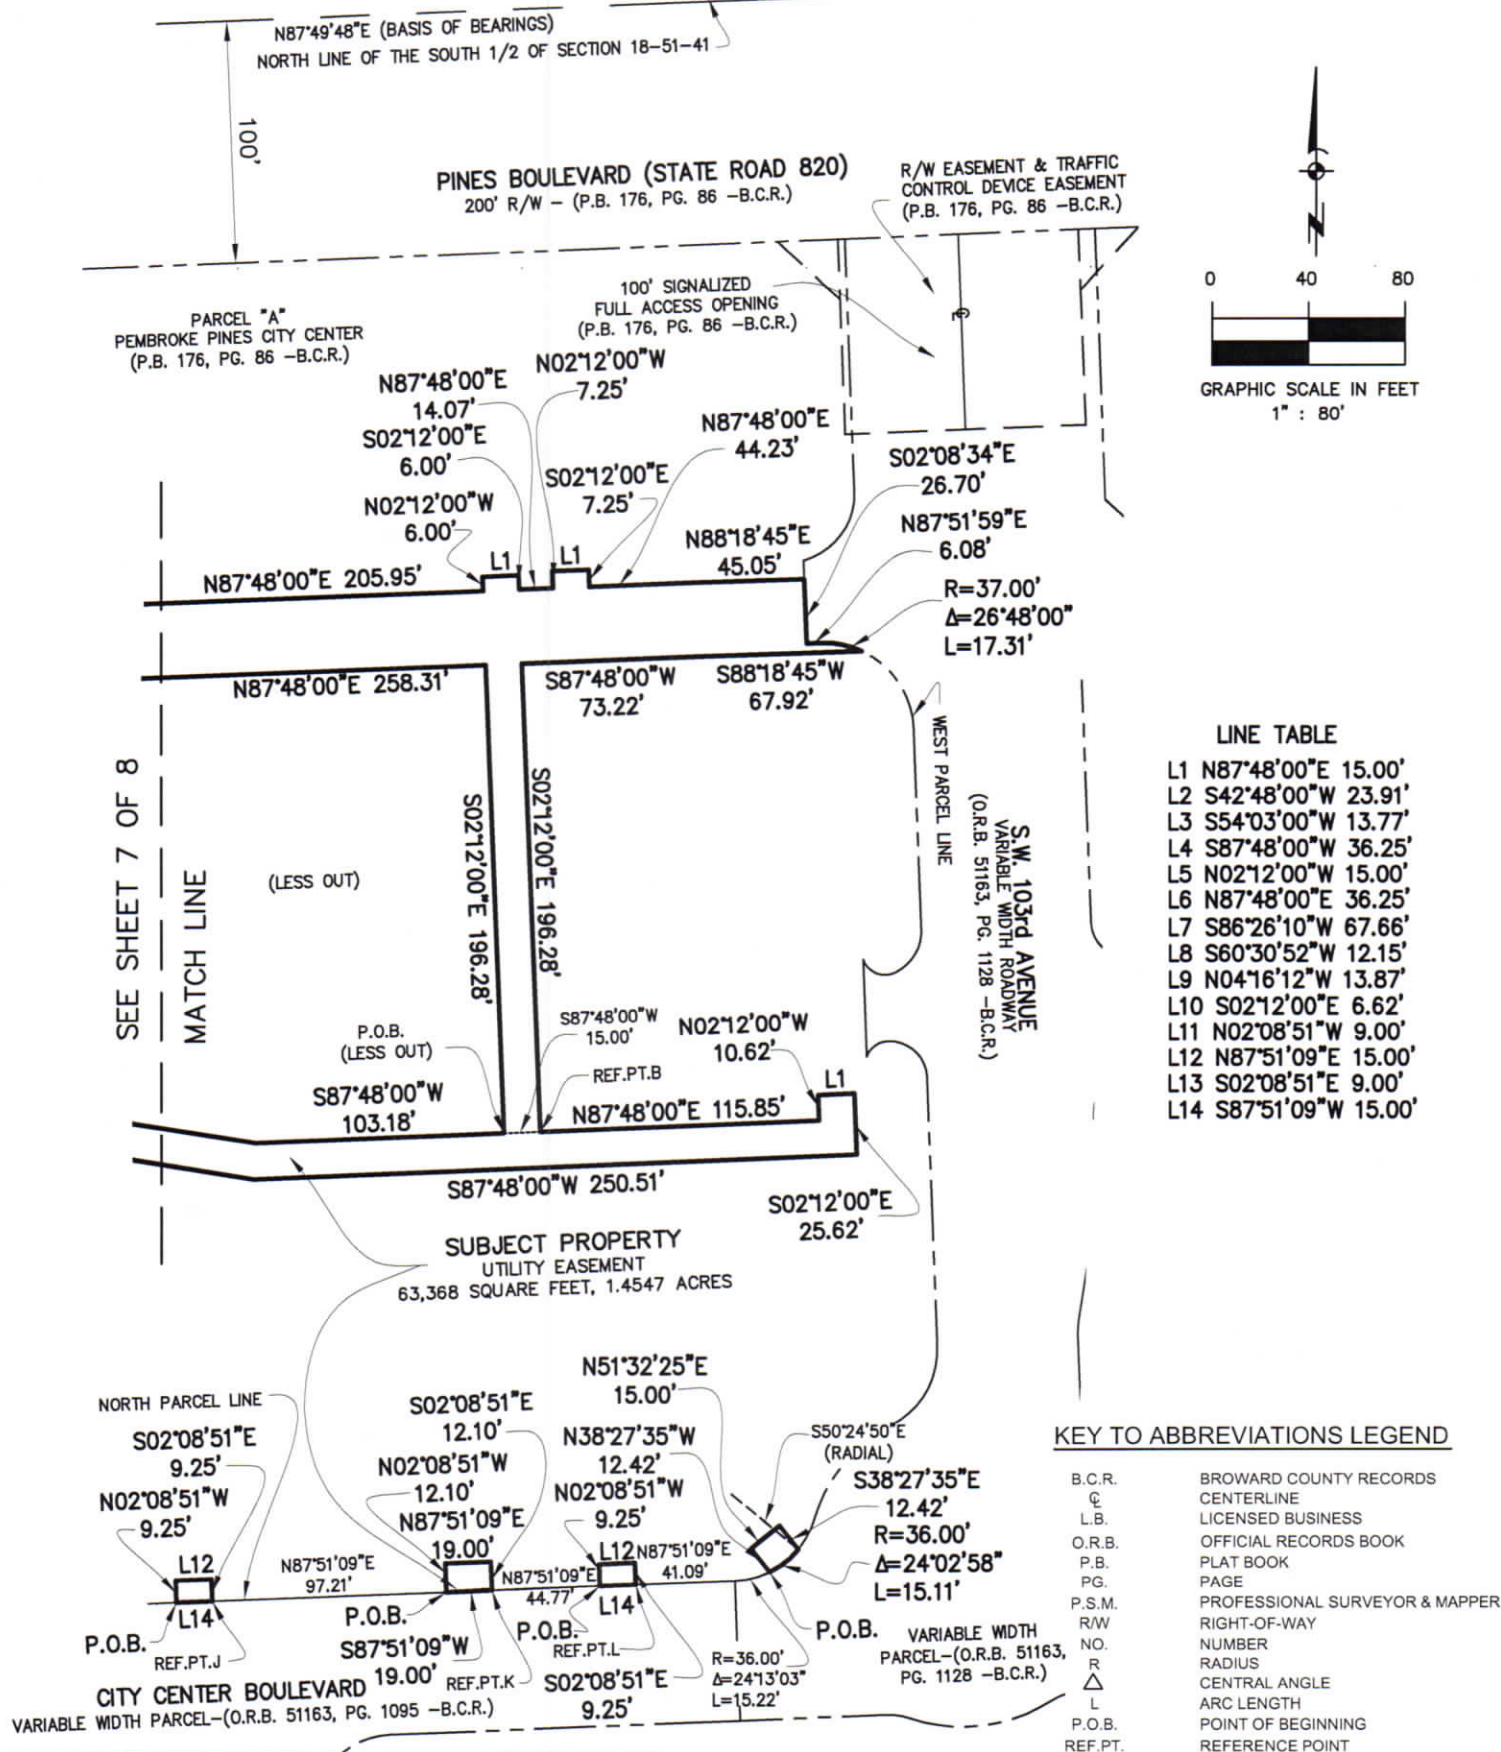 N87°49'48"E (BASIS OF BEARINGS)
NORTH LINE OF THE SOUTH 1/2 OF SECTION 18-51-41
100'
PINES BOULEVARD (STATE ROAD 820)
200' R/W - (P.B. 176, PG. 86 -B.C.R.)
R/W EASEMENT & TRAFFIC
CONTROL DEVICE EASEMENT
(P.B. 176, PG. 86 -B.C.R.)
N
0 40 80
GRAPHIC SCALE IN FEET
1" : 80'
PARCEL "A"
PEMBROKE PINES CITY CENTER
(P.B. 176, PG. 86 -B.C.R.)
100' SIGNALIZED
FULL ACCESS OPENING
(P.B. 176, PG. 86 -B.C.R.)
℄
N02°12'00"W
7.25'
N87°48'00"E
14.07'
S02°12'00"E
6.00'
N02°12'00"W
6.00'
S02°12'00"E
7.25'
N87°48'00"E
44.23'
S02°08'34"E
26.70'
N87°51'59"E
6.08'
N88°18'45"E
45.05'
R=37.00'
Δ=26°48'00"
L=17.31'
L1
L1
N87°48'00"E 205.95'
N87°48'00"E 258.31'
S87°48'00"W
73.22'
S88°18'45"W
67.92'
WEST PARCEL LINE
S.W. 103rd AVENUE
VARIABLE WIDTH ROADWAY
(O.R.B. 51163, PG. 1128 -B.C.R.)
SEE SHEET 7 OF 8
MATCH LINE
(LESS OUT)
S02°12'00"E 196.28'
S02°12'00"E 196.28'
LINE TABLE
L1 N87°48'00"E 15.00'
L2 S42°48'00"W 23.91'
L3 S54°03'00"W 13.77'
L4 S87°48'00"W 36.25'
L5 N02°12'00"W 15.00'
L6 N87°48'00"E 36.25'
L7 S86°26'10"W 67.66'
L8 S60°30'52"W 12.15'
L9 N04°16'12"W 13.87'
L10 S02°12'00"E 6.62'
L11 N02°08'51"W 9.00'
L12 N87°51'09"E 15.00'
L13 S02°08'51"E 9.00'
L14 S87°51'09"W 15.00'
P.O.B.
(LESS OUT)
S87°48'00"W
15.00'
REF.PT.B
N02°12'00"W
10.62'
L1
S87°48'00"W
103.18'
N87°48'00"E 115.85'
S87°48'00"W 250.51'
S02°12'00"E
25.62'
SUBJECT PROPERTY
UTILITY EASEMENT
63,368 SQUARE FEET, 1.4547 ACRES
NORTH PARCEL LINE
S02°08'51"E
9.25'
N02°08'51"W
9.25'
L12
L14
P.O.B.
REF.PT.J
N87°51'09"E
97.21'
S02°08'51"E
12.10'
N02°08'51"W
12.10'
N87°51'09"E
19.00'
P.O.B.
S87°51'09"W
19.00'
REF.PT.K
N87°51'09"E
44.77'
N51°32'25"E
15.00'
N38°27'35"W
12.42'
N02°08'51"W
9.25'
L12
L14
P.O.B.
REF.PT.L
S02°08'51"E
9.25'
N87°51'09"E
41.09'
S50°24'50"E
(RADIAL)
S38°27'35"E
12.42'
R=36.00'
Δ=24°02'58"
L=15.11'
P.O.B.
R=36.00'
Δ=24°13'03"
L=15.22'
VARIABLE WIDTH
PARCEL-(O.R.B. 51163,
PG. 1128 -B.C.R.)
CITY CENTER BOULEVARD
VARIABLE WIDTH PARCEL-(O.R.B. 51163, PG. 1095 -B.C.R.)
KEY TO ABBREVIATIONS LEGEND
B.C.R. BROWARD COUNTY RECORDS
℄ CENTERLINE
L.B. LICENSED BUSINESS
O.R.B. OFFICIAL RECORDS BOOK
P.B. PLAT BOOK
PG. PAGE
P.S.M. PROFESSIONAL SURVEYOR & MAPPER
R/W RIGHT-OF-WAY
NO. NUMBER
R RADIUS
Δ CENTRAL ANGLE
L ARC LENGTH
P.O.B. POINT OF BEGINNING
REF.PT. REFERENCE POINT